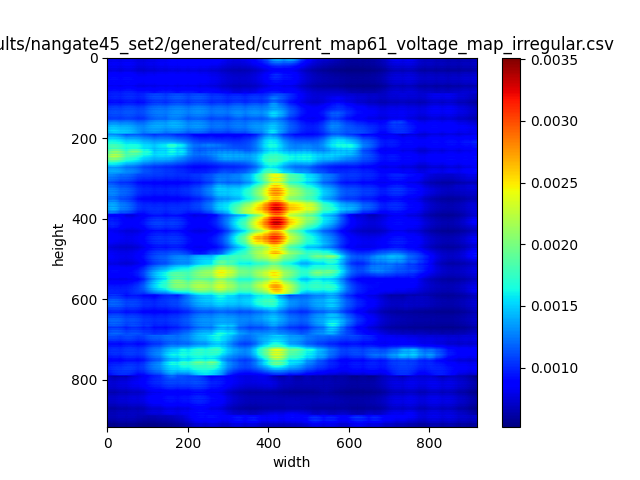 ults/nangate45_set2/generated/current_map61_voltage_map_irregular.csv
0
200
400
600
800
height
0 200 400 600 800
width
0.0035
0.0030
0.0025
0.0020
0.0015
0.0010